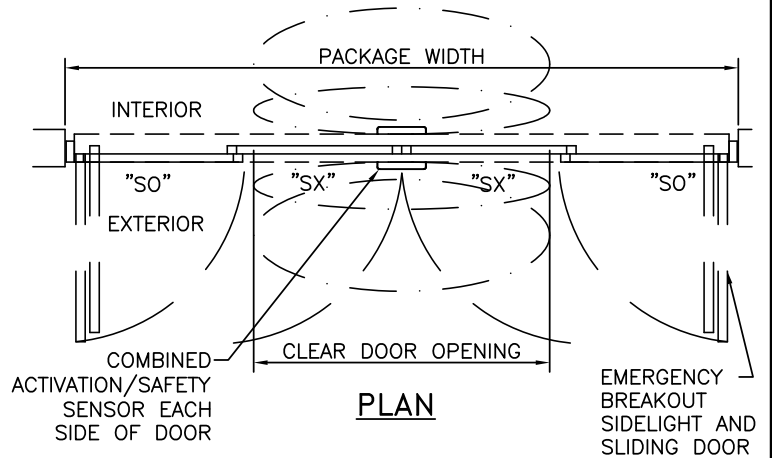 PACKAGE WIDTH
INTERIOR
"SO" "SX" "SX" "SO"
EXTERIOR
CLEAR DOOR OPENING
COMBINED
ACTIVATION/SAFETY
SENSOR EACH
SIDE OF DOOR
PLAN
EMERGENCY
BREAKOUT
SIDELIGHT AND
SLIDING DOOR